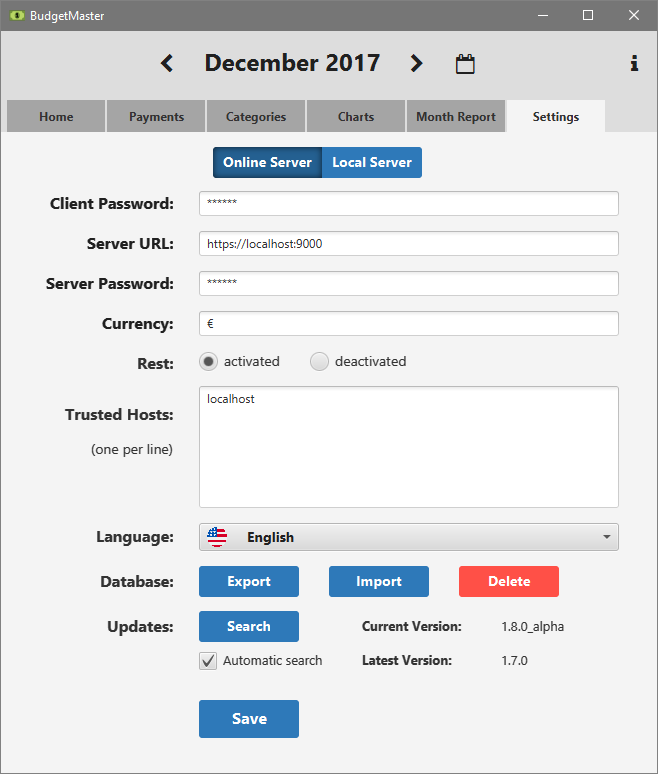 BudgetMaster
December 2017
Home Payments Categories Charts Month Report Settings
Online Server Local Server
Client Password: ******
Server URL: https://localhost:9000
Server Password: ******
Currency: €
Rest: activated deactivated
Trusted Hosts: localhost
(one per line)
Language: English
Database: Export Import Delete
Updates: Search Current Version: 1.8.0_alpha
Automatic search Latest Version: 1.7.0
Save